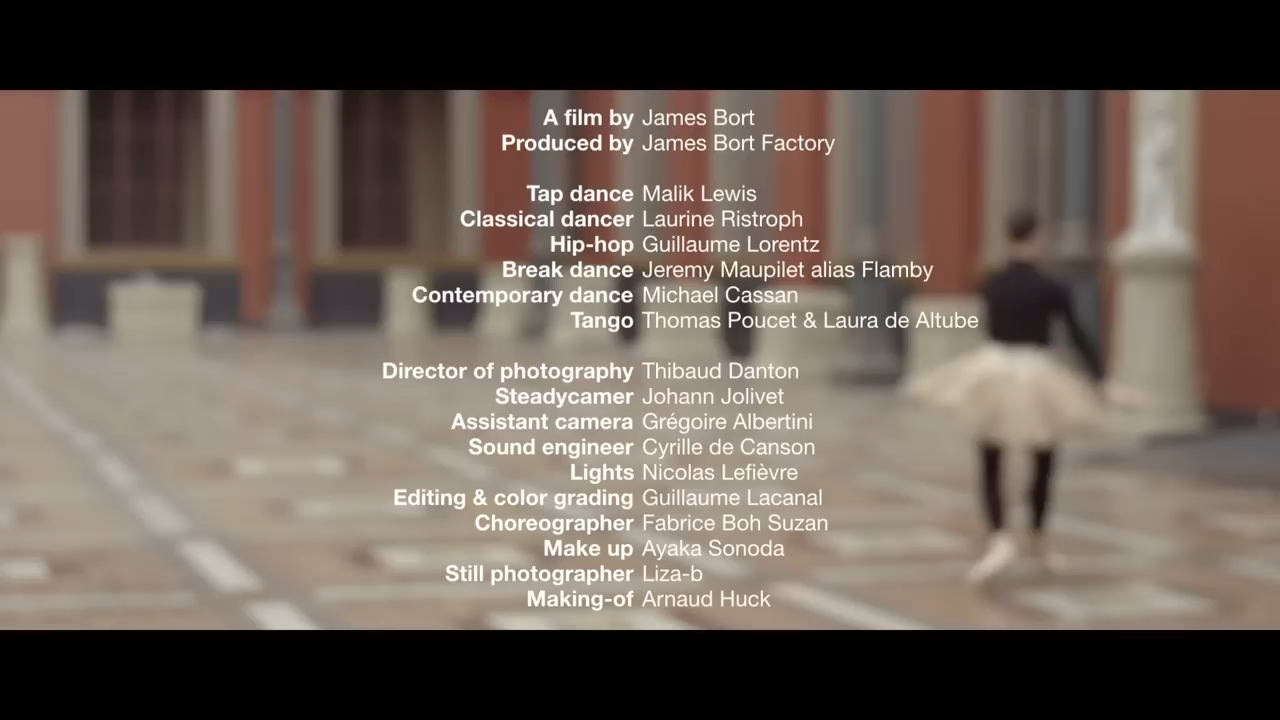 A film by James Bort
Produced by James Bort Factory
Tap dance Malik Lewis
Classical dancer Laurine Ristroph
Hip-hop Guillaume Lorentz
Break dance Jeremy Maupilet alias Flamby
Contemporary dance Michael Cassan
Tango Thomas Poucet & Laura de Altube
Director of photography Thibaud Danton
Steadycamer Johann Jolivet
Assistant camera Grégoire Albertini
Sound engineer Cyrille de Canson
Lights Nicolas Lefièvre
Editing & color grading Guillaume Lacanal
Choreographer Fabrice Boh Suzan
Make up Ayaka Sonoda
Still photographer Liza-b
Making-of Arnaud Huck